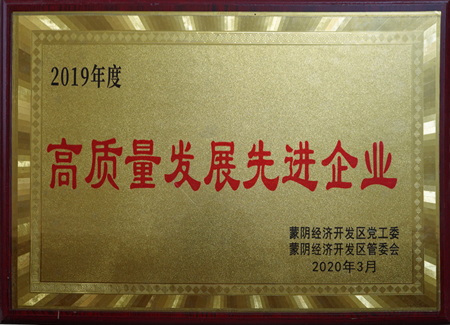 2019年度
高质量发展先进企业
蒙阴经济开发区党工委
蒙阴经济开发区管委会
2020年3月